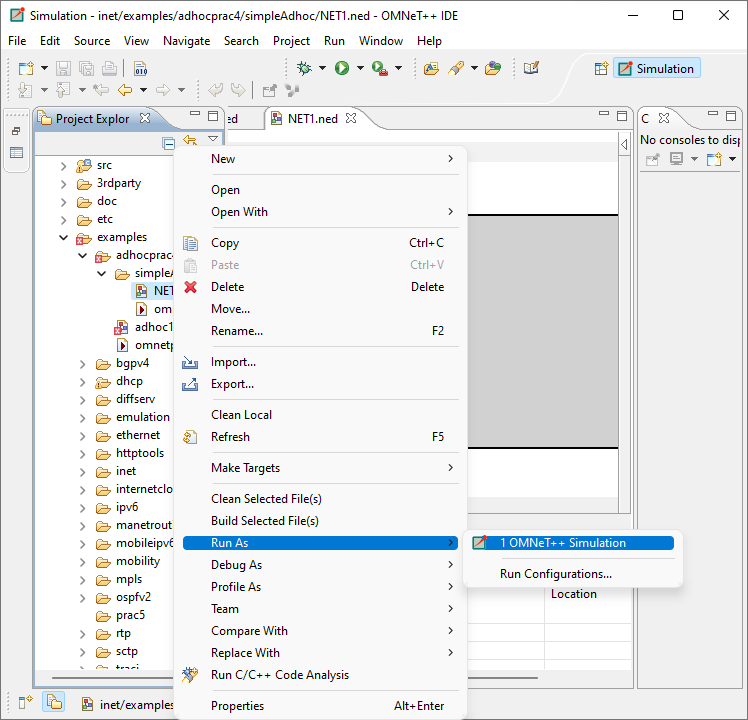 Simulation - inet/examples/adhocprac4/simpleAdhoc/NET1.ned - OMNeT++ IDE
File Edit Source View Navigate Search Project Run Window Help
010
Simulation
Project Explor
ed
NET1.ned
C
No consoles to disp
src
3rdparty
doc
etc
examples
adhocprac4
simpleA
NET
om
adhoc1
omnetp
bgpv4
dhcp
diffserv
emulation
ethernet
httptools
inet
internetclo
ipv6
manetrout
mobileipv6
mobility
mpls
ospfv2
prac5
rtp
sctp
traci
New
Open
Open With
Copy Ctrl+C
Paste Ctrl+V
Delete Delete
Move...
Rename... F2
Import...
Export...
Clean Local
Refresh F5
Make Targets
Clean Selected File(s)
Build Selected File(s)
Run As
Debug As
Profile As
Team
Compare With
Replace With
Run C/C++ Code Analysis
Properties Alt+Enter
1 OMNeT++ Simulation
Run Configurations...
Location
inet/examples